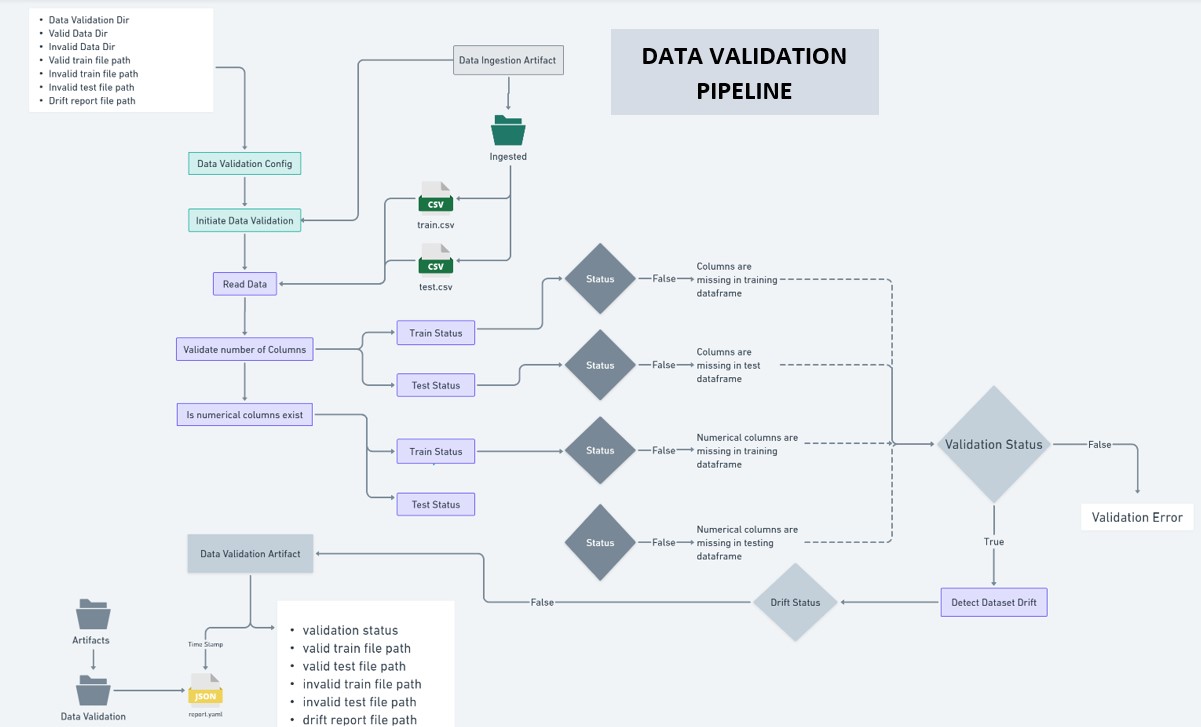 DATA VALIDATION
PIPELINE
• Data Validation Dir
• Valid Data Dir
• Invalid Data Dir
• Valid train file path
• Invalid train file path
• Invalid test file path
• Drift report file path
Data Ingestion Artifact
Ingested
Data Validation Config
Initiate Data Validation
CSV
train.csv
CSV
test.csv
Read Data
Validate number of Columns
Train Status
Test Status
Is numerical columns exist
Train Status
Test Status
Status
False
Columns are
missing in training
dataframe
Status
False
Columns are
missing in test
dataframe
Status
False
Numerical columns are
missing in training
dataframe
Status
False
Numerical columns are
missing in testing
dataframe
Validation Status
False
Validation Error
True
Detect Dataset Drift
Drift Status
False
Data Validation Artifact
Artifacts
Data Validation
Time Stamp
JSON
report.yaml
• validation status
• valid train file path
• valid test file path
• invalid train file path
• invalid test file path
• drift report file path